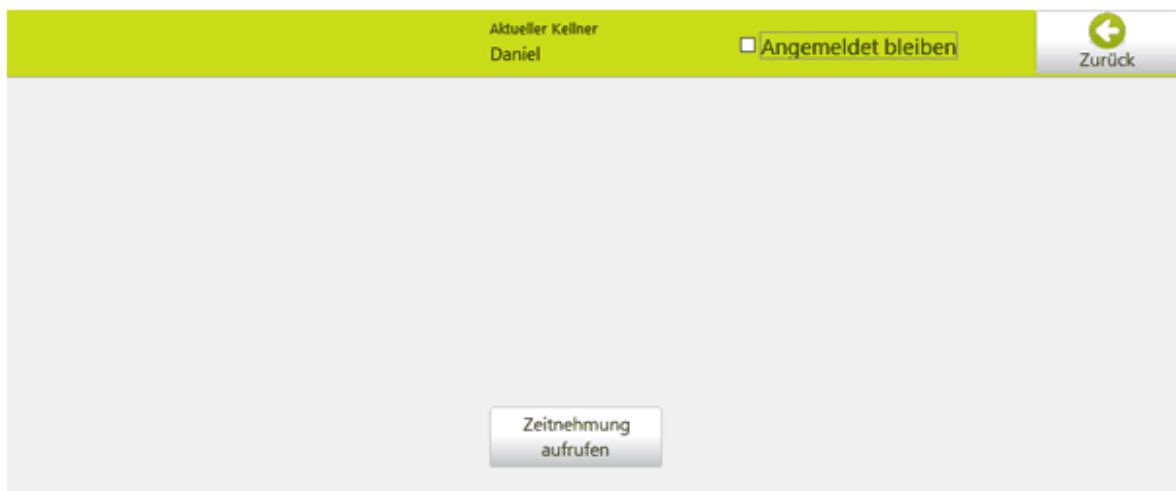 Aktueller Kellner
Daniel
Angemeldet bleiben
Zurück
Zeitnehmung
aufrufen